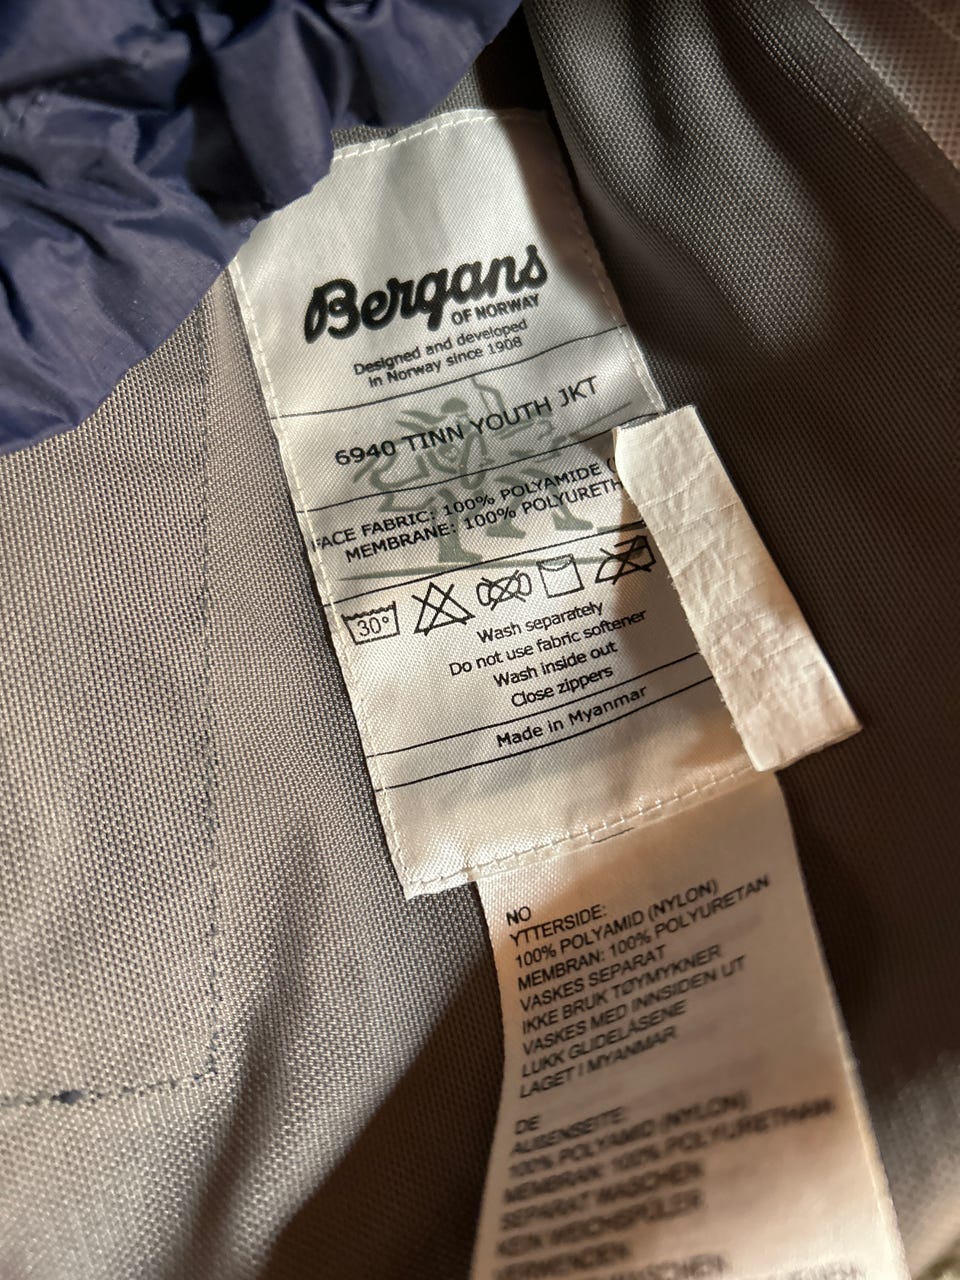 Bergans
OF NORWAY
Designed and developed
in Norway since 1908
6940 TINN YOUTH JKT
FACE FABRIC: 100% POLYAMIDE (
MEMBRANE: 100% POLYURETH
30°
Wash separately
Do not use fabric softener
Wash inside out
Close zippers
Made in Myanmar
NO
YTTERSIDE:
100% POLYAMID (NYLON)
MEMBRAN: 100% POLYURETAN
VASKES SEPARAT
IKKE BRUK TØYMYKNER
VASKES MED INNSIDEN UT
LUKK GLIDELÅSENE
LAGET I MYANMAR
DE
AUßENSEITE:
100% POLYAMID (NYLON)
MEMBRAN: 100% POLYURETHAN
SEPARAT WASCHEN
KEIN WEICHSPÜLER
VERWENDEN